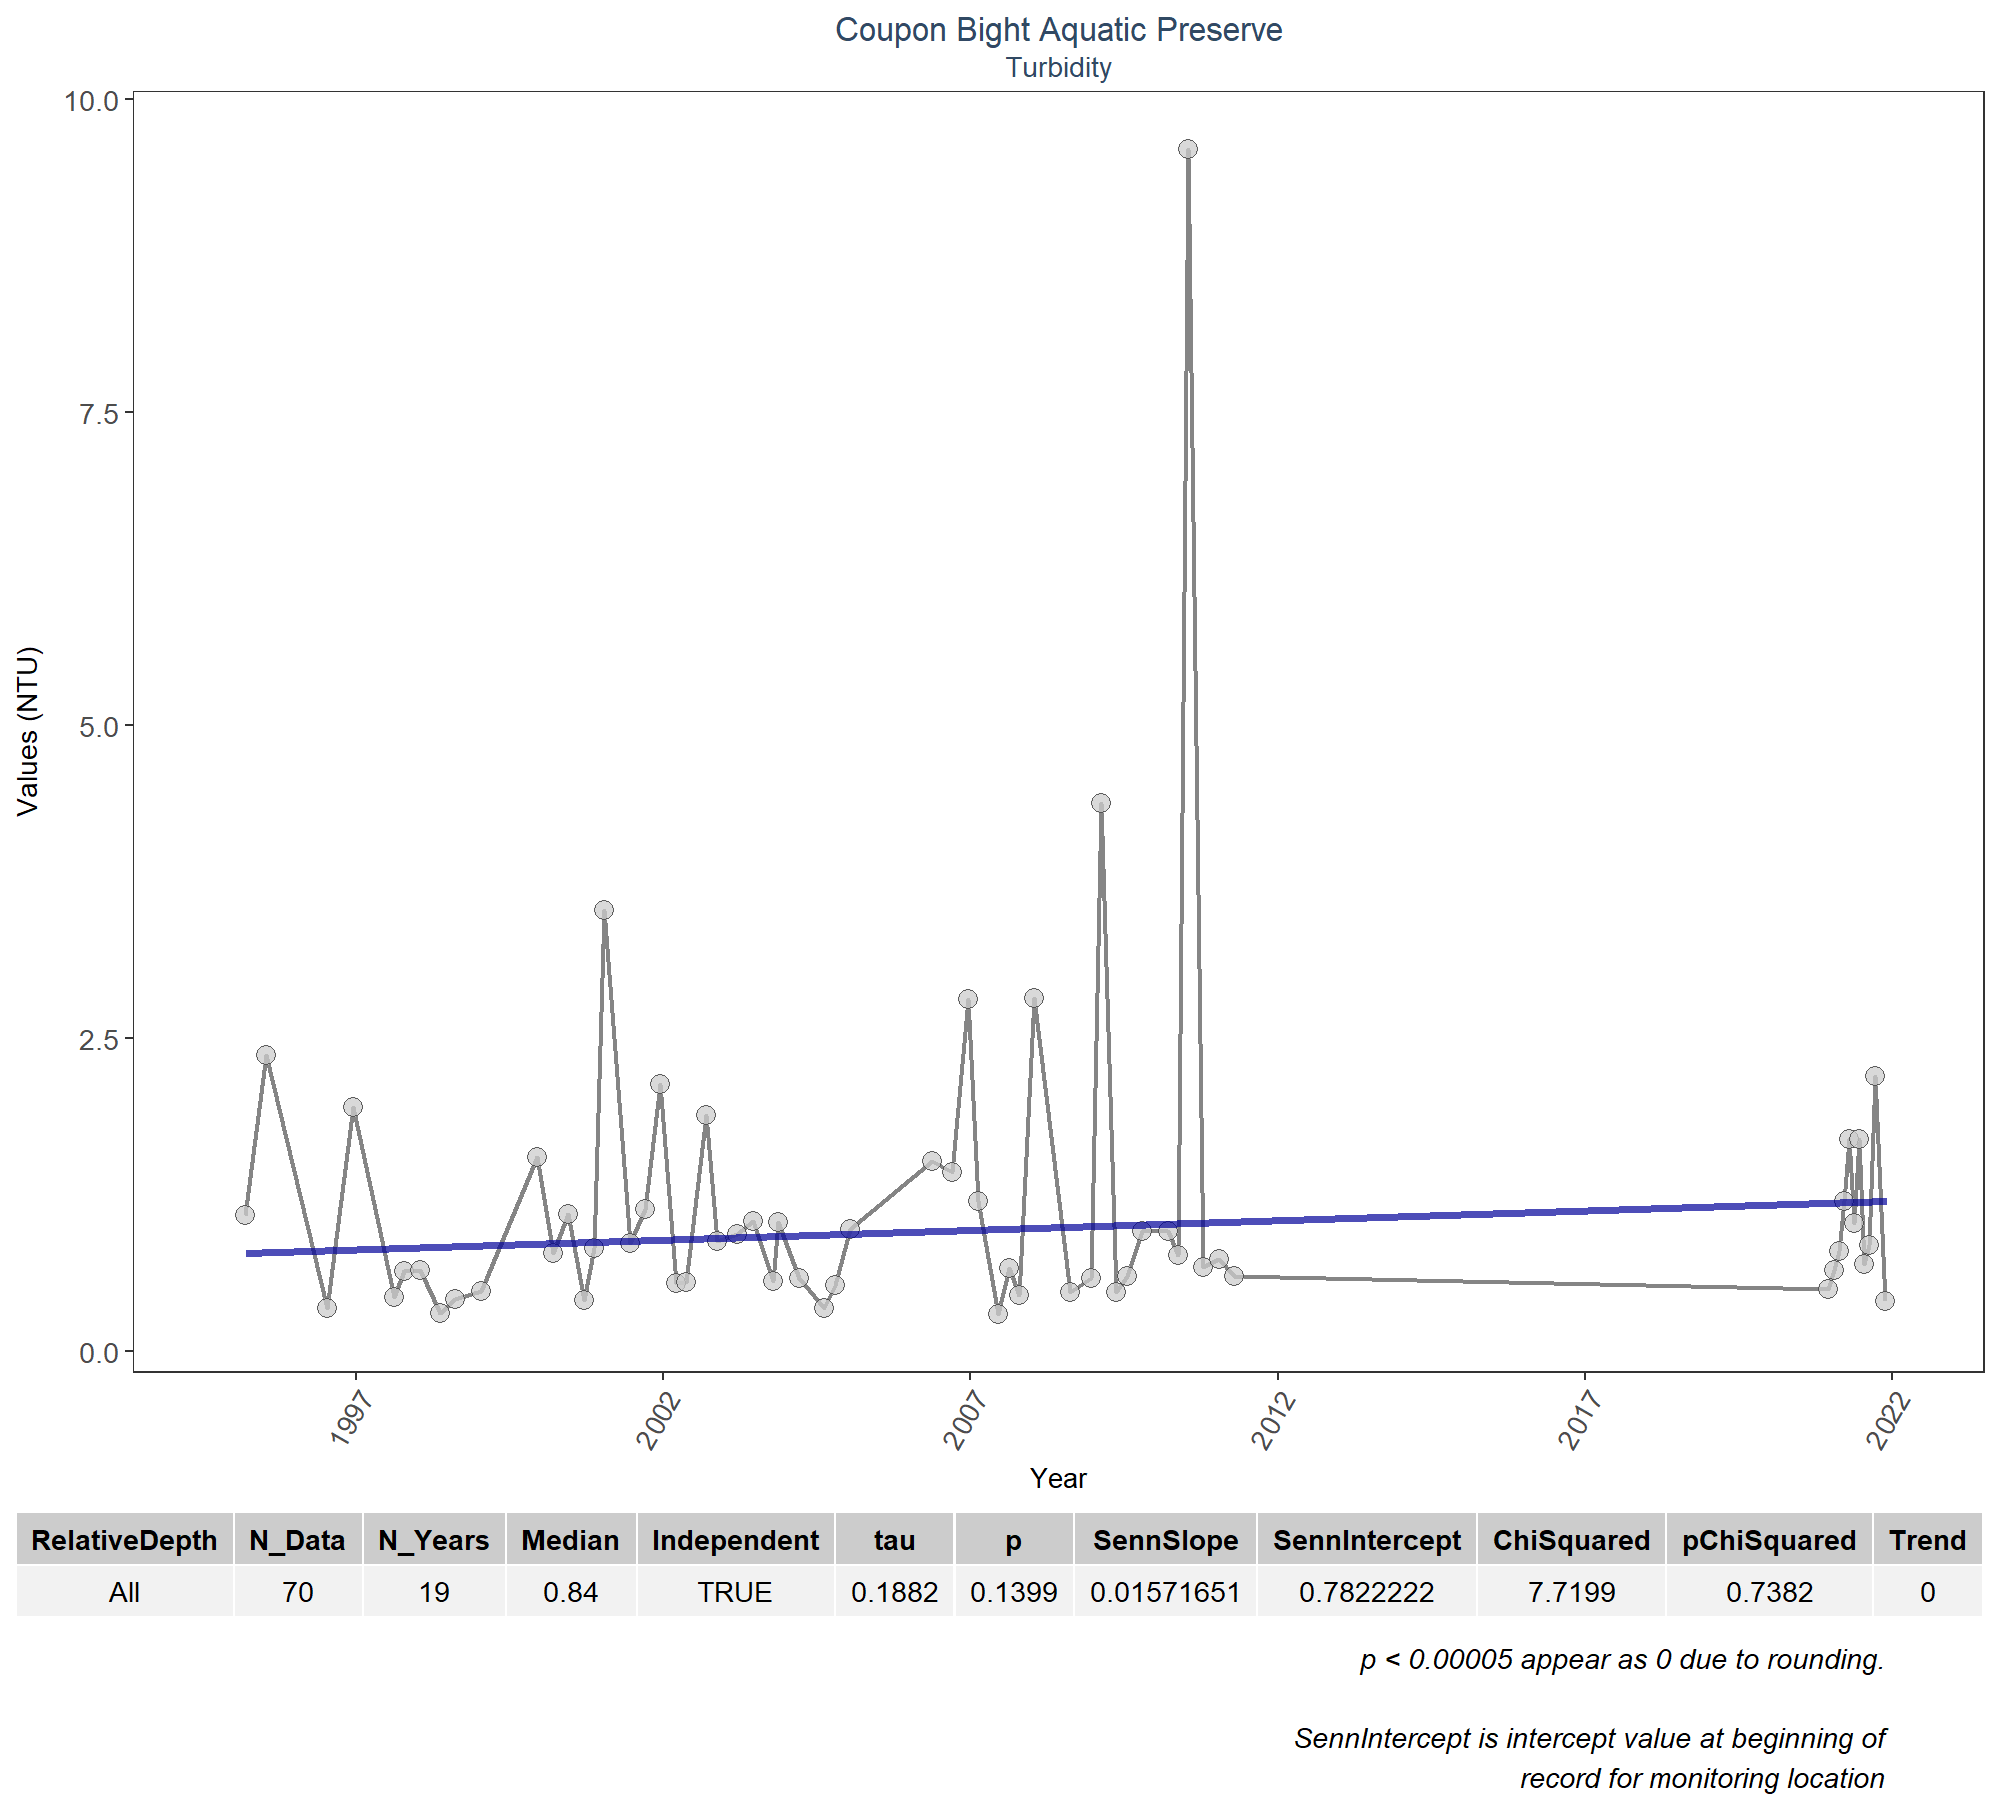 Coupon Bight Aquatic Preserve
Turbidity
10.0
7.5
5.0
2.5
0.0
Values (NTU)
1997 2002 2007 2012 2017 2022
Year
RelativeDepth N_Data N_Years Median Independent tau p SennSlope SennIntercept ChiSquared pChiSquared Trend
All 70 19 0.84 TRUE 0.1882 0.1399 0.01571651 0.7822222 7.7199 0.7382 0
p < 0.00005 appear as 0 due to rounding.
SennIntercept is intercept value at beginning of
record for monitoring location